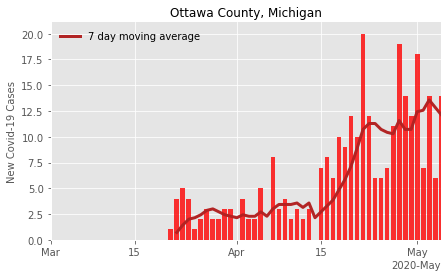 Ottawa County, Michigan
7 day moving average
New Covid-19 Cases
20.0
17.5
15.0
12.5
10.0
7.5
5.0
2.5
0.0
Mar
15
Apr
15
May
2020-May